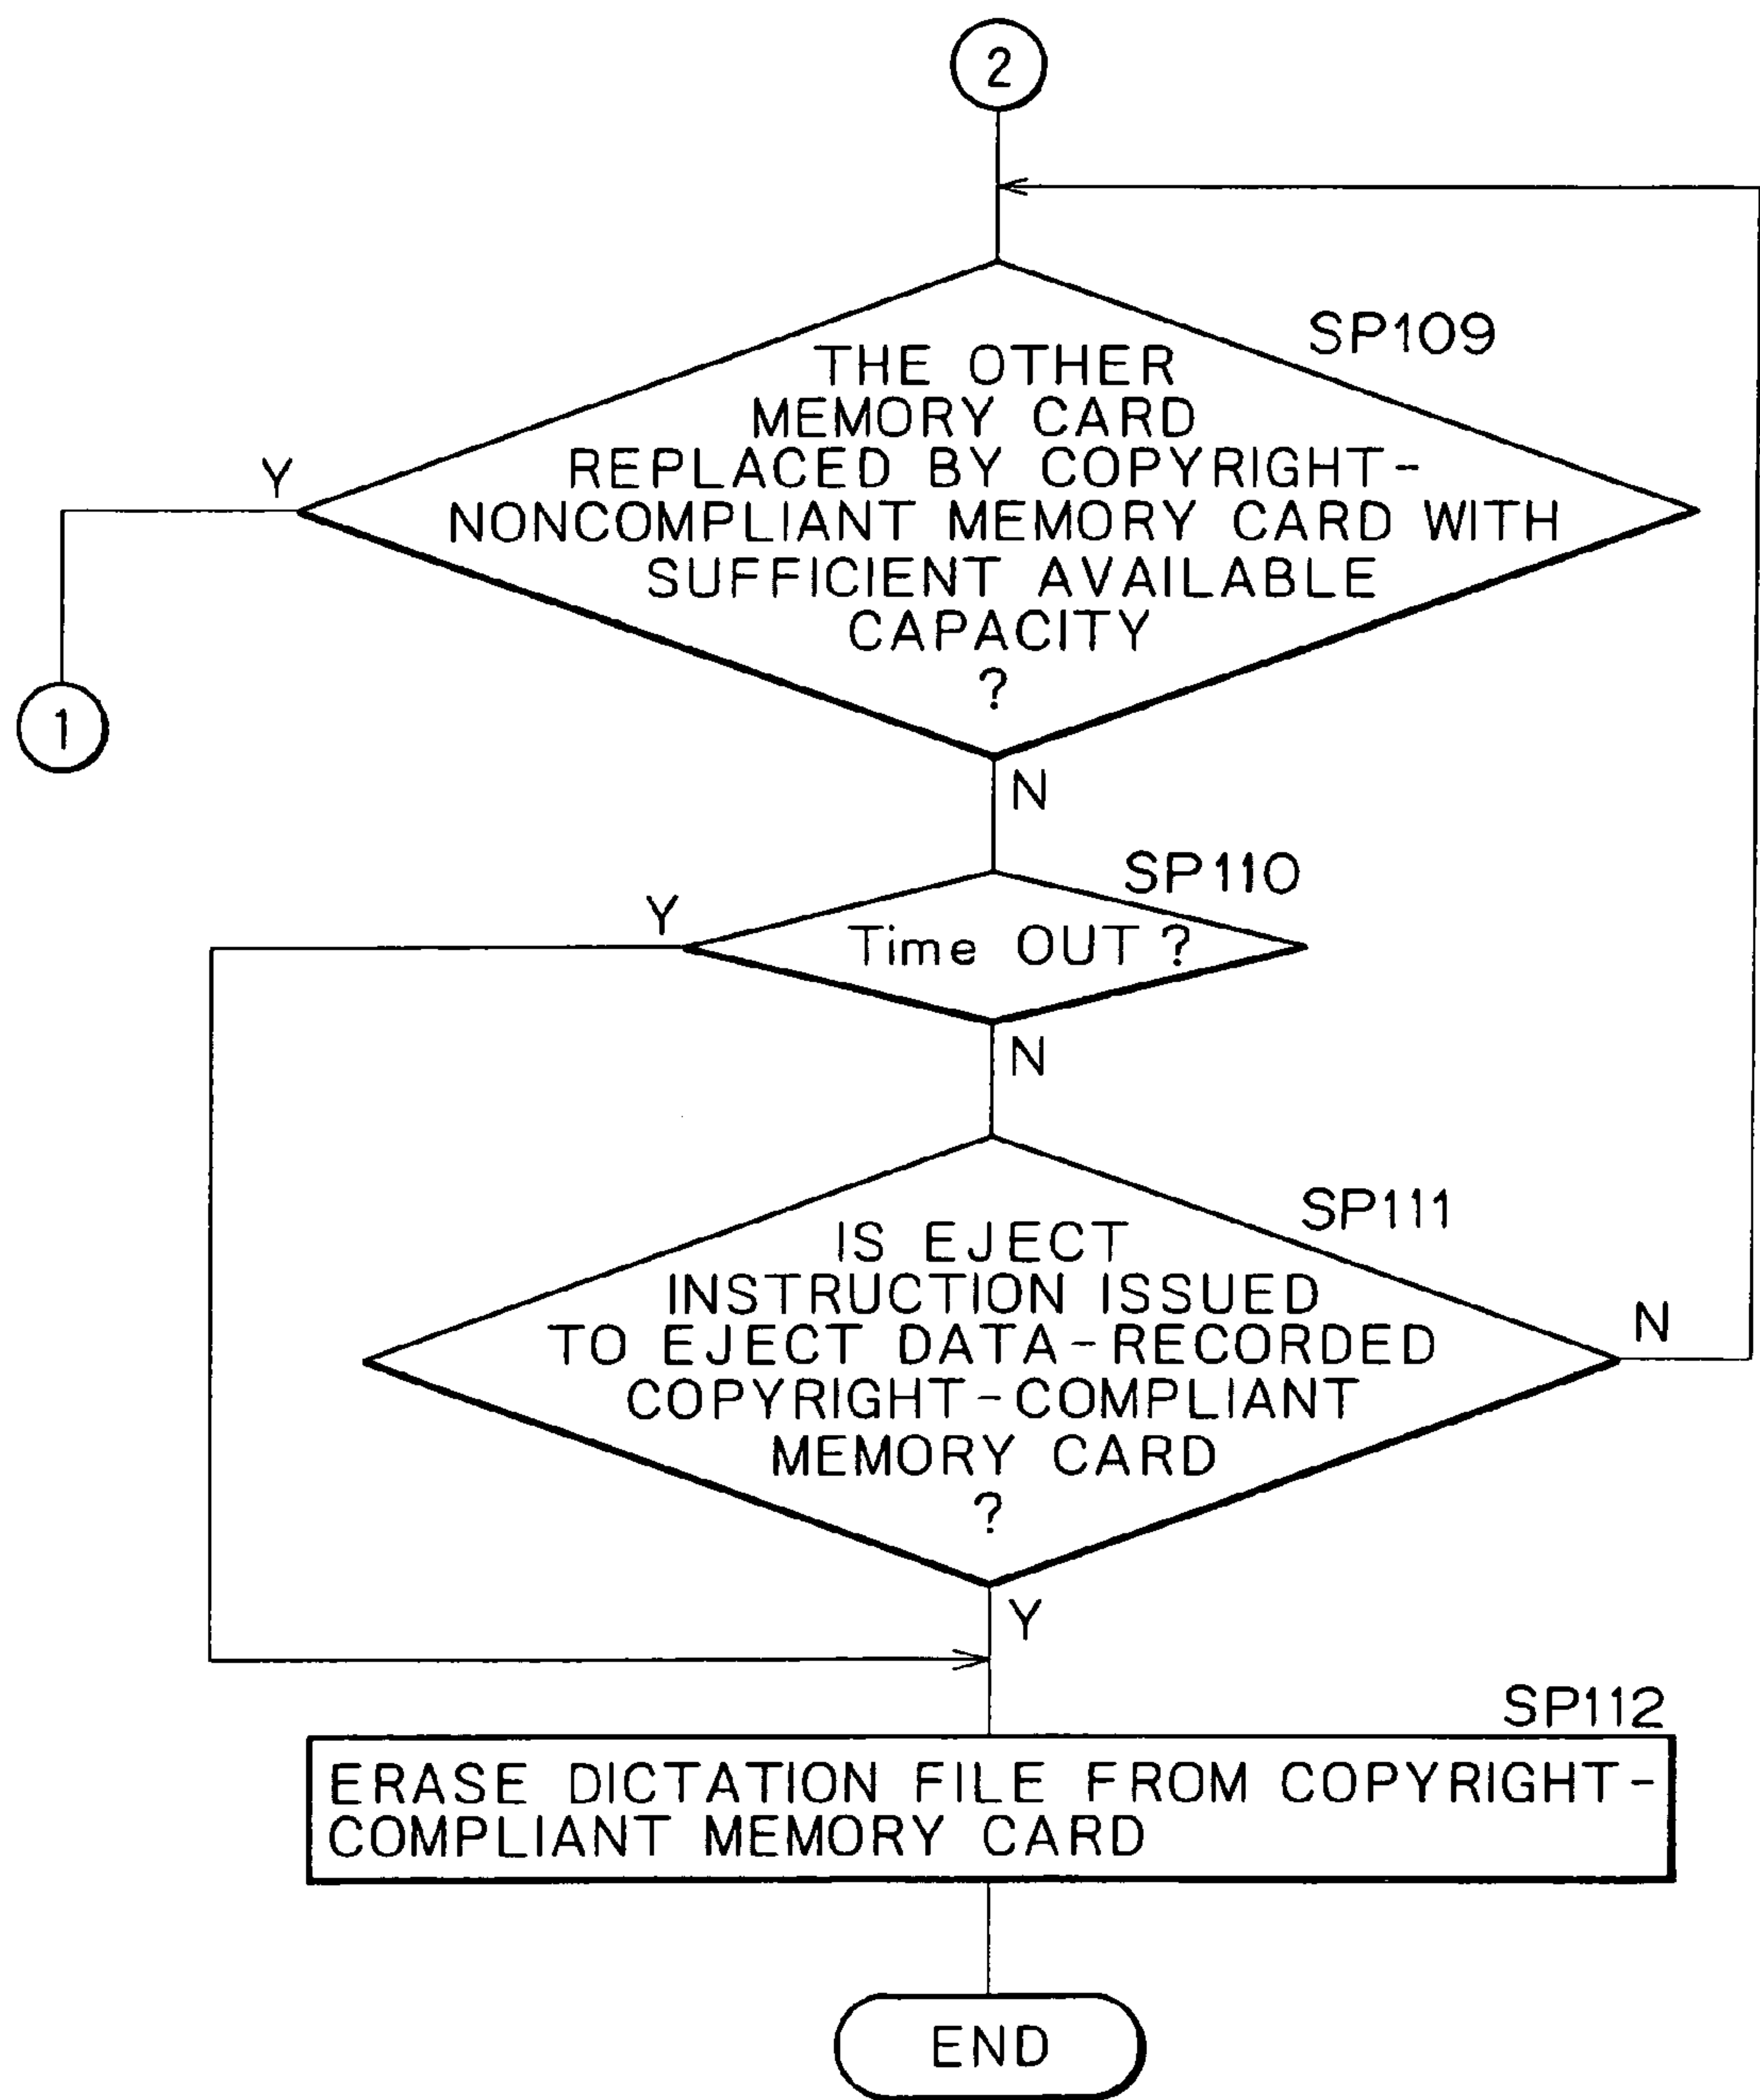 2
SP109
THE OTHER
MEMORY CARD
REPLACED BY COPYRIGHT-
NONCOMPLIANT MEMORY CARD WITH
SUFFICIENT AVAILABLE
CAPACITY
?
Y
1
N
SP110
Time OUT ?
Y
N
SP111
IS EJECT
INSTRUCTION ISSUED
TO EJECT DATA-RECORDED
COPYRIGHT-COMPLIANT
MEMORY CARD
?
N
Y
SP112
ERASE DICTATION FILE FROM COPYRIGHT-
COMPLIANT MEMORY CARD
END